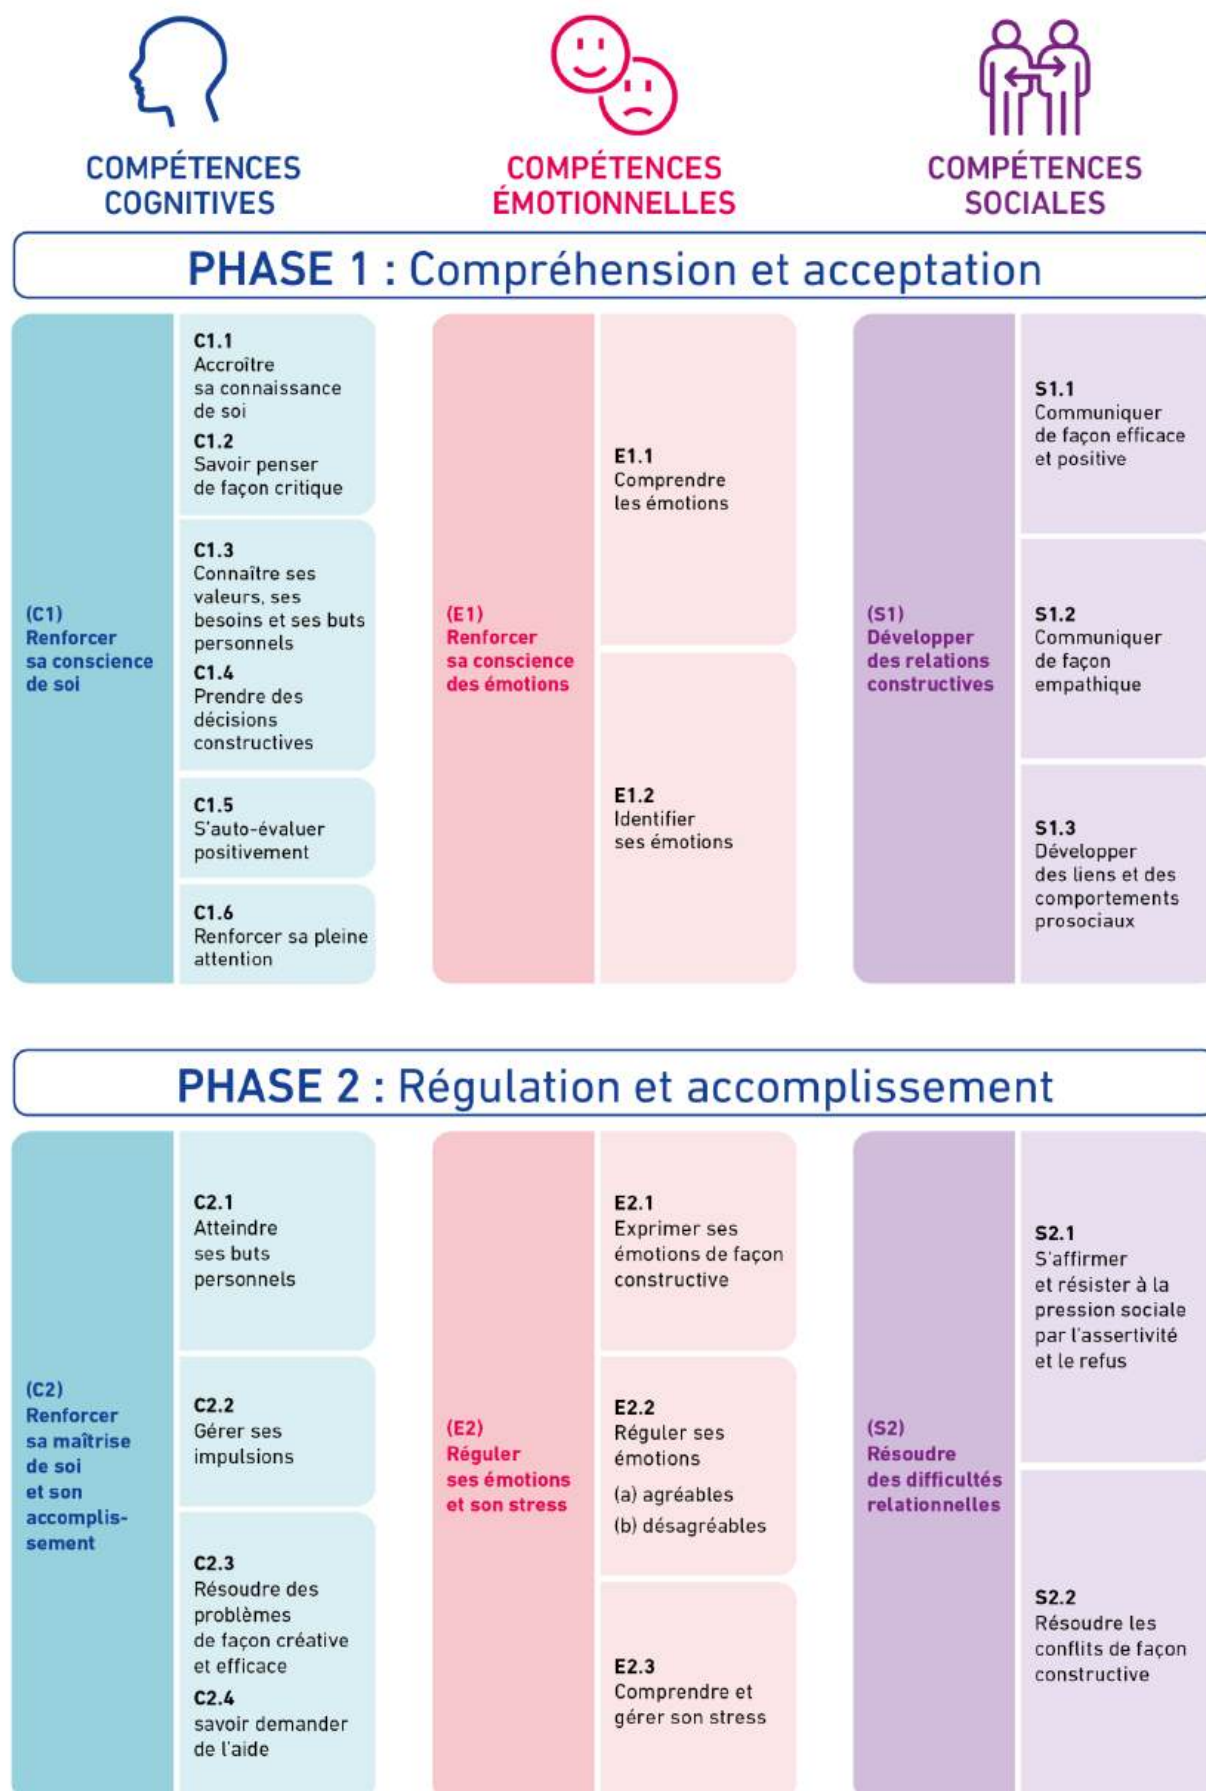 COMPÉTENCES
COGNITIVES
COMPÉTENCES
ÉMOTIONNELLES
COMPÉTENCES
SOCIALES
PHASE 1 : Compréhension et acceptation
(C1)
Renforcer
sa conscience
de soi
C1.1
Accroître
sa connaissance
de soi
C1.2
Savoir penser
de façon critique
C1.3
Connaître ses
valeurs, ses
besoins et ses buts
personnels
C1.4
Prendre des
décisions
constructives
C1.5
S'auto-évaluer
positivement
C1.6
Renforcer sa pleine
attention
(E1)
Renforcer
sa conscience
des émotions
E1.1
Comprendre
les émotions
E1.2
Identifier
ses émotions
(S1)
Développer
des relations
constructives
S1.1
Communiquer
de façon efficace
et positive
S1.2
Communiquer
de façon
empathique
S1.3
Développer
des liens et des
comportements
prosociaux
PHASE 2 : Régulation et accomplissement
(C2)
Renforcer
sa maîtrise
de soi
et son
accomplis-
sement
C2.1
Atteindre
ses buts
personnels
C2.2
Gérer ses
impulsions
C2.3
Résoudre des
problèmes
de façon créative
et efficace
C2.4
savoir demander
de l'aide
(E2)
Réguler
ses émotions
et son stress
E2.1
Exprimer ses
émotions de façon
constructive
E2.2
Réguler ses
émotions
(a) agréables
(b) désagréables
E2.3
Comprendre et
gérer son stress
(S2)
Résoudre
des difficultés
relationnelles
S2.1
S'affirmer
et résister à la
pression sociale
par l'assertivité
et le refus
S2.2
Résoudre les
conflits de façon
constructive